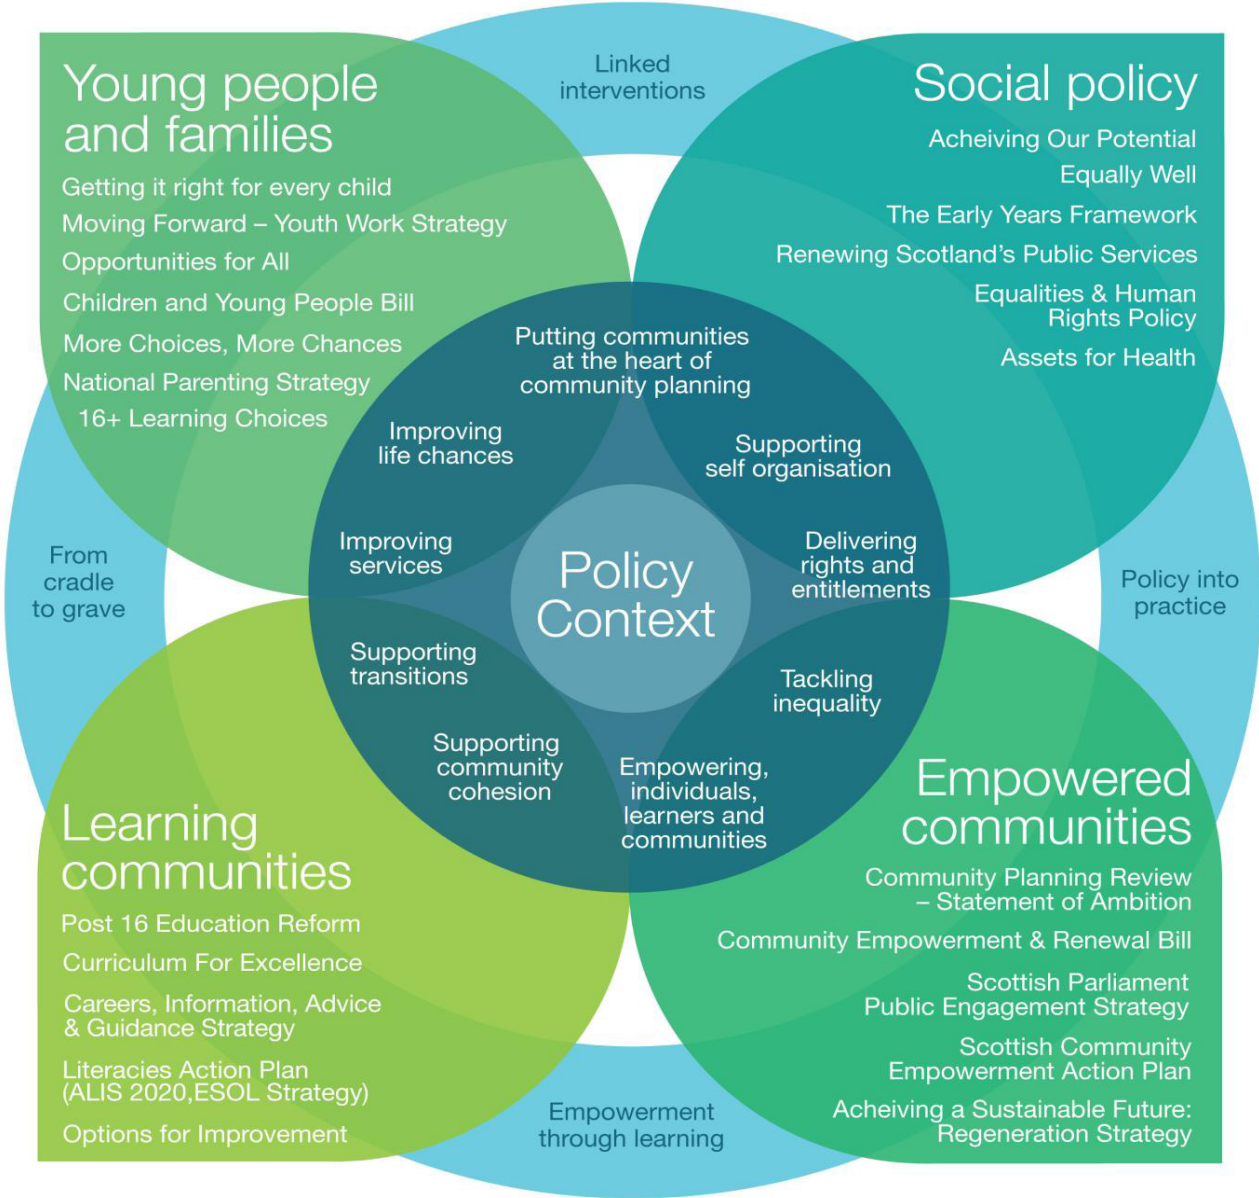 Linked
interventions
Young people
and families
Getting it right for every child
Moving Forward – Youth Work Strategy
Opportunities for All
Children and Young People Bill
More Choices, More Chances
National Parenting Strategy
16+ Learning Choices
Social policy
Acheiving Our Potential
Equally Well
The Early Years Framework
Renewing Scotland's Public Services
Equalities & Human
Rights Policy
Assets for Health
Putting communities
at the heart of
community planning
Improving
life chances
Supporting
self organisation
Improving
services
Delivering
rights and
entitlements
Policy
Context
From
cradle
to grave
Policy into
practice
Supporting
transitions
Tackling
inequality
Supporting
community
cohesion
Empowering,
individuals,
learners and
communities
Learning
communities
Post 16 Education Reform
Curriculum For Excellence
Careers, Information, Advice
& Guidance Strategy
Literacies Action Plan
(ALIS 2020,ESOL Strategy)
Options for Improvement
Empowered
communities
Community Planning Review
– Statement of Ambition
Community Empowerment & Renewal Bill
Scottish Parliament
Public Engagement Strategy
Scottish Community
Empowerment Action Plan
Acheiving a Sustainable Future:
Regeneration Strategy
Empowerment
through learning